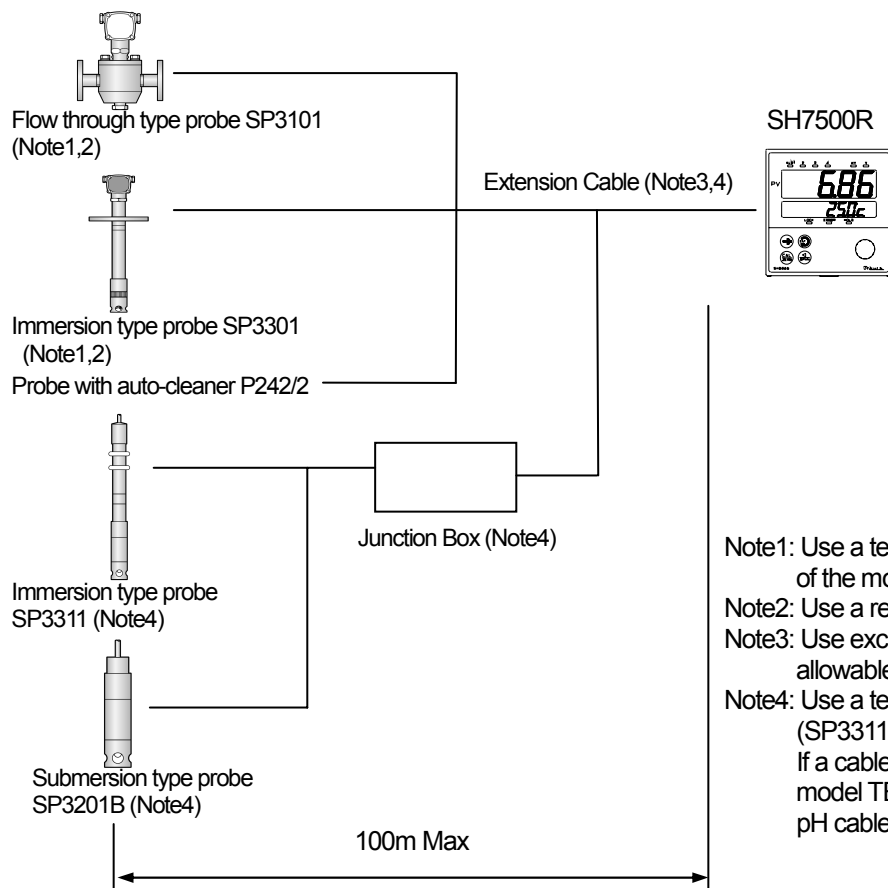 Flow through type probe SP3101
(Note1,2)
SH7500R
PV
6.86
25.0c
Extension Cable (Note3,4)
Immersion type probe SP3301
(Note1,2)
Probe with auto-cleaner P242/2
Junction Box (Note4)
Immersion type probe
SP3311 (Note4)
Submersion type probe
SP3201B (Note4)
100m Max
Note1: Use a te
of the mo
Note2: Use a re
Note3: Use exc
allowable
Note4: Use a te
(SP3311
If a cable
model TE
pH cable